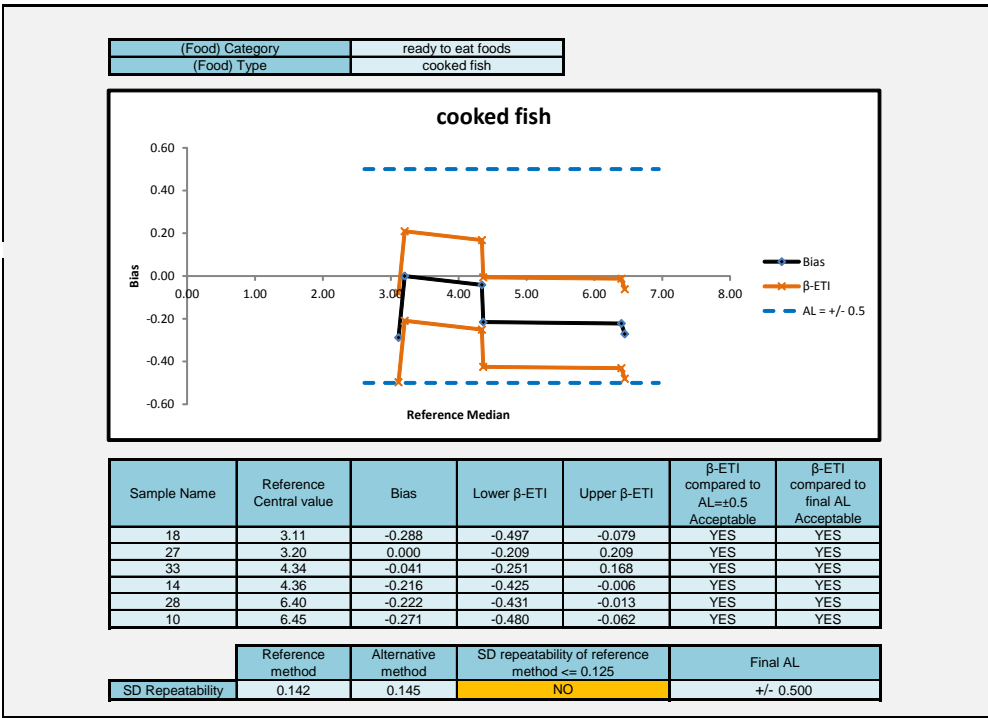 (Food) Category ready to eat foods
(Food) Type cooked fish
cooked fish
0.60
0.40
0.20
0.00
-0.20
-0.40
-0.60
Bias
0.00 1.00 2.00 3.00 4.00 5.00 6.00 7.00 8.00
Reference Median
Bias
β-ETI
AL = +/- 0.5
Sample Name Reference Central value Bias Lower β-ETI Upper β-ETI β-ETI compared to AL=±0.5 Acceptable β-ETI compared to final AL Acceptable
18 3.11 -0.288 -0.497 -0.079 YES YES
27 3.20 0.000 -0.209 0.209 YES YES
33 4.34 -0.041 -0.251 0.168 YES YES
14 4.36 -0.216 -0.425 -0.006 YES YES
28 6.40 -0.222 -0.431 -0.013 YES YES
10 6.45 -0.271 -0.480 -0.062 YES YES
Reference method Alternative method SD repeatability of reference method <= 0.125 Final AL
SD Repeatability 0.142 0.145 NO +/- 0.500